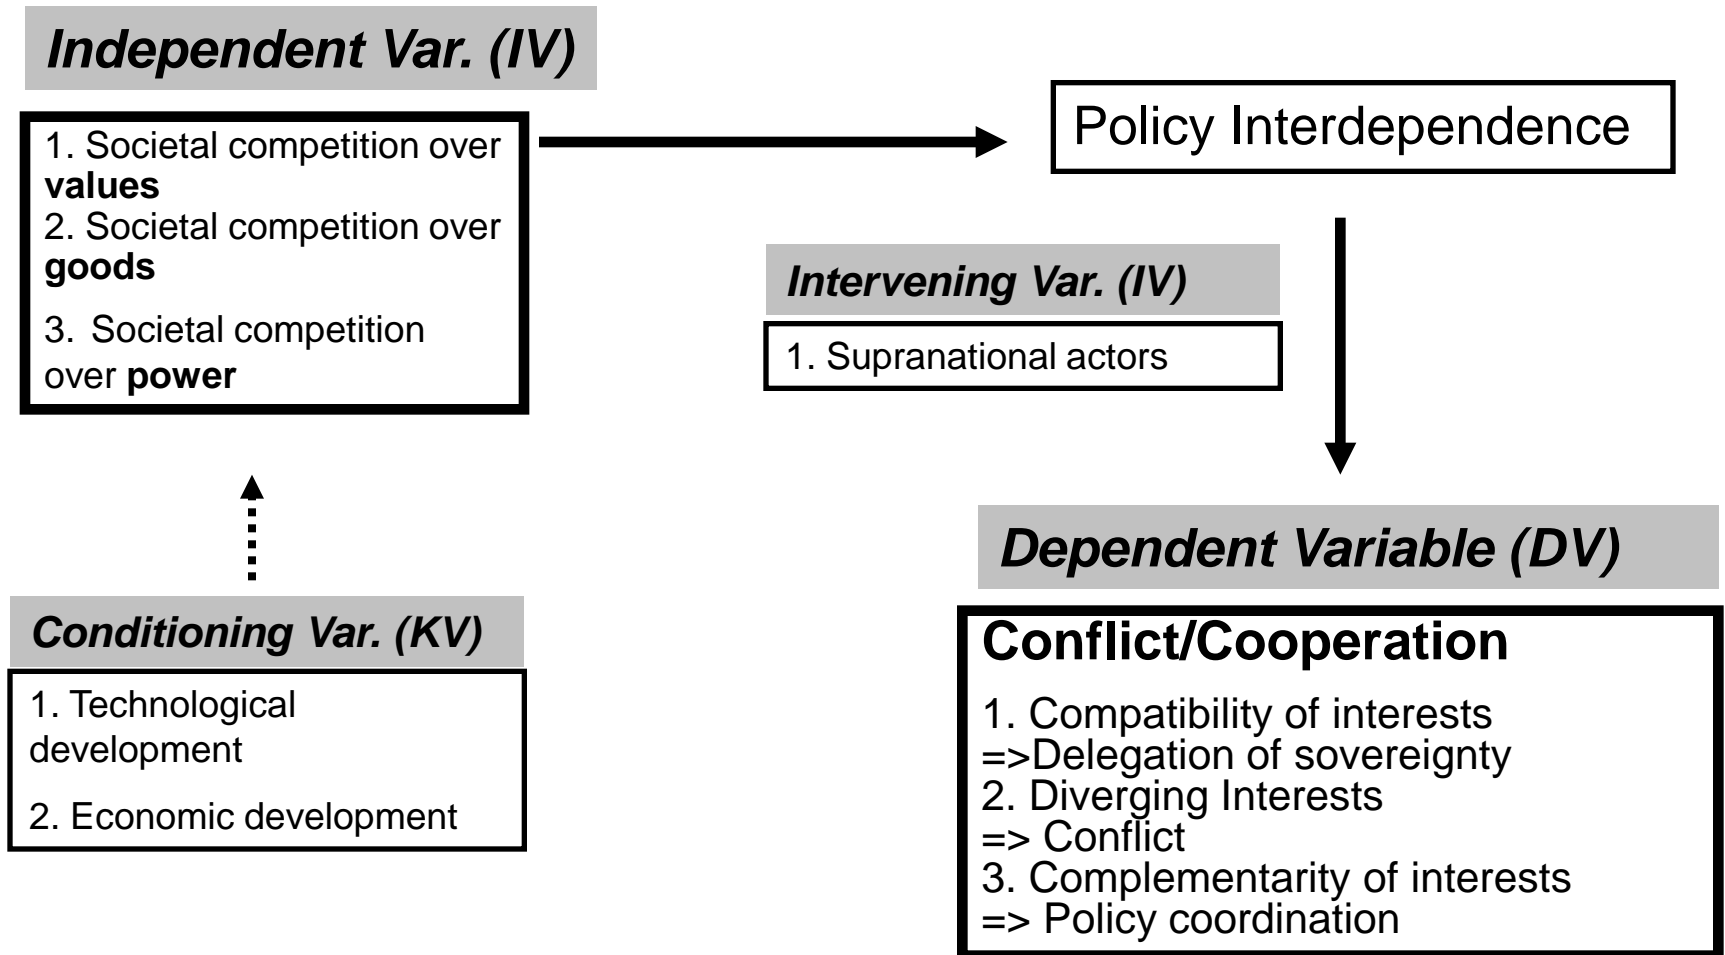 Independent Var. (IV)
1. Societal competition over
values
2. Societal competition over
goods
3. Societal competition
over power
Policy Interdependence
Intervening Var. (IV)
1. Supranational actors
Conditioning Var. (KV)
1. Technological
development
2. Economic development
Dependent Variable (DV)
Conflict/Cooperation
1. Compatibility of interests
=>Delegation of sovereignty
2. Diverging Interests
=> Conflict
3. Complementarity of interests
=> Policy coordination